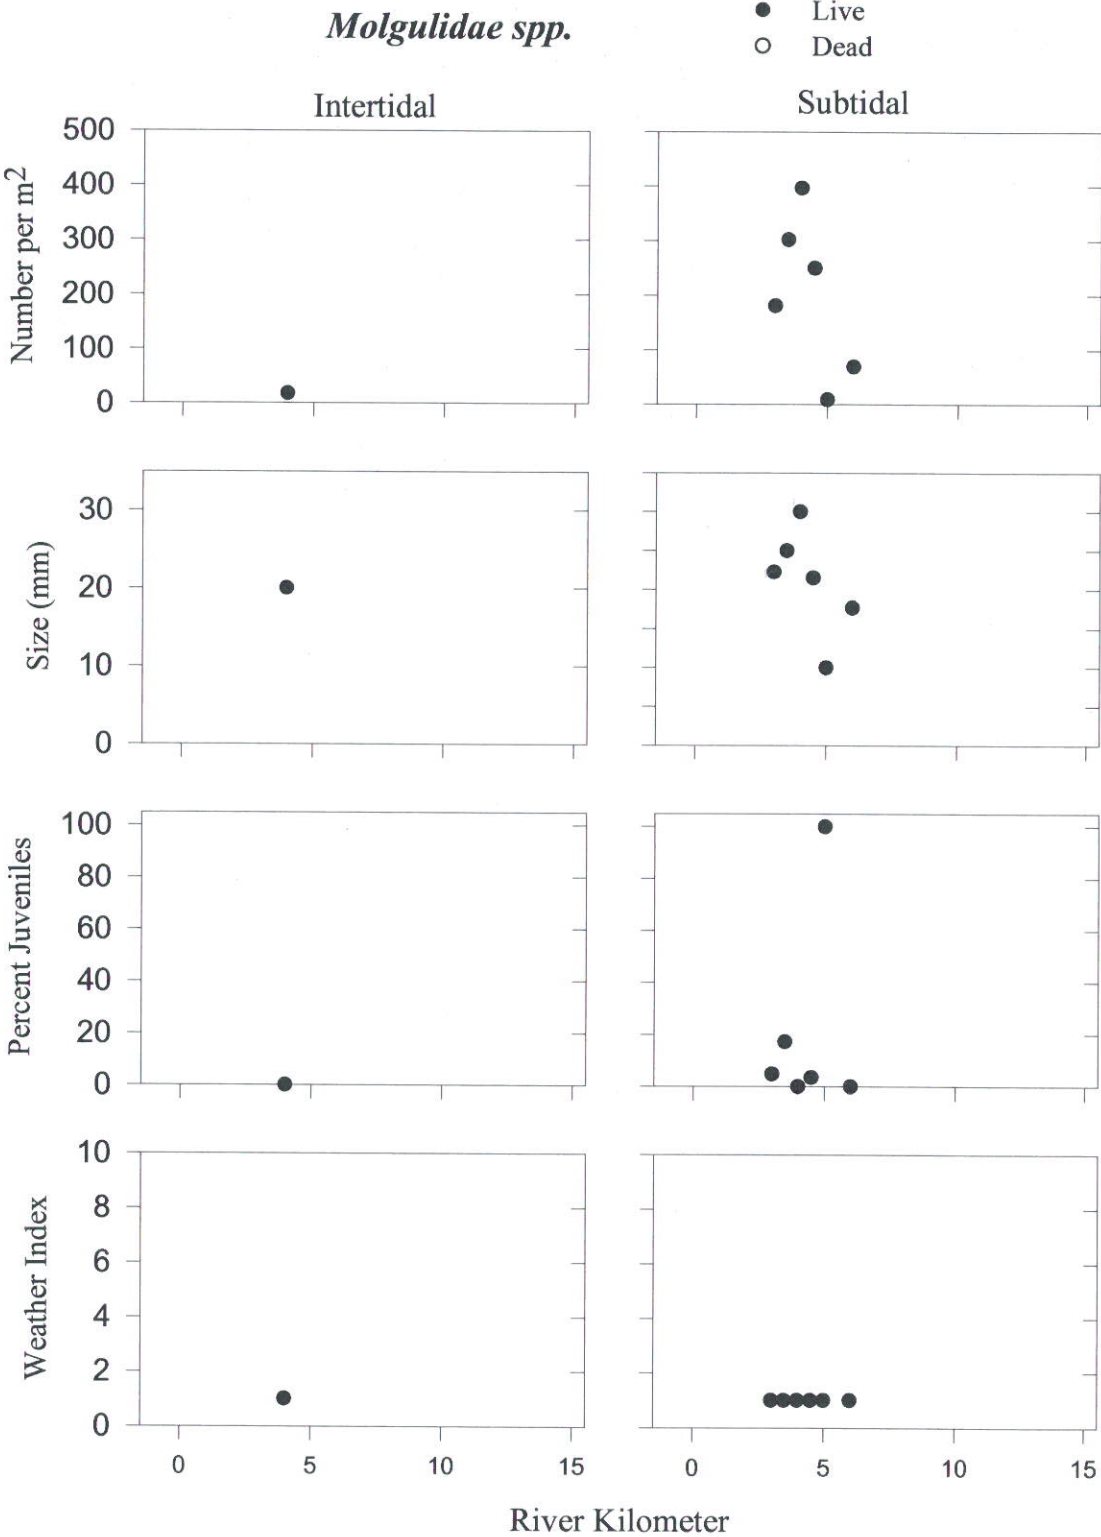 Molgulidae spp.
Live
Dead
Intertidal
Subtidal
Number per m2
500
400
300
200
100
0
Size (mm)
30
20
10
0
Percent Juveniles
100
80
60
40
20
0
Weather Index
10
8
6
4
2
0
0 5 10 15
0 5 10 15
River Kilometer